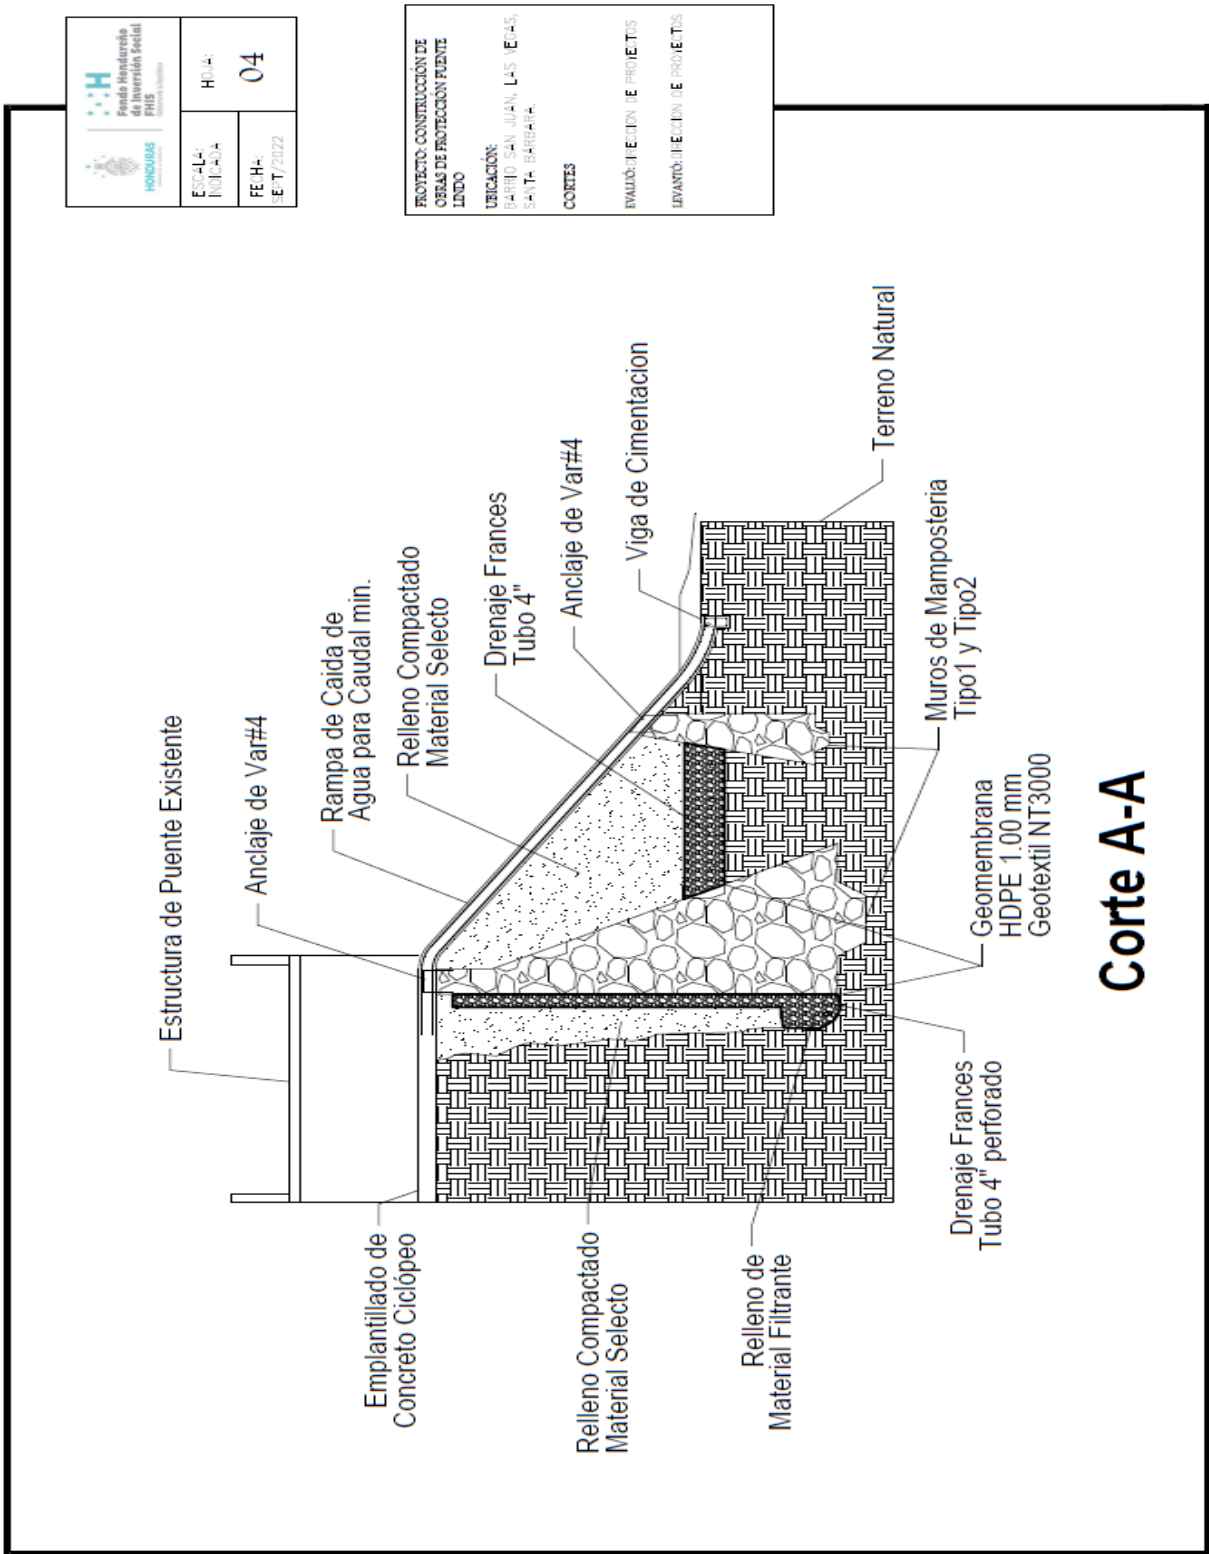 HONDURAS
Fondo Hondureño
de Inversión Social
FHIS
ESCALA:
INDICADA
HOJA:
04
FECHA:
SEPT/2022
PROYECTO: CONSTRUCCIÓN DE
OBRAS DE PROTECCIÓN PUENTE
LINDO
UBICACIÓN:
BARRIO SAN JUAN, LAS VEGAS,
SANTA BÁRBARA.
CORTES
EVALUÓ: DIRECCION DE PROYECTOS
LEVANTÓ: DIRECCION DE PROYECTOS
Estructura de Puente Existente
Anclaje de Var#4
Rampa de Caida de
Agua para Caudal min.
Relleno Compactado
Material Selecto
Drenaje Frances
Tubo 4"
Anclaje de Var#4
Viga de Cimentacion
Terreno Natural
Emplantillado de
Concreto Ciclópeo
Relleno Compactado
Material Selecto
Relleno de
Material Filtrante
Drenaje Frances
Tubo 4" perforado
Geomembrana
HDPE 1.00 mm
Geotextil NT3000
Muros de Mamposteria
Tipo1 y Tipo2
Corte A-A